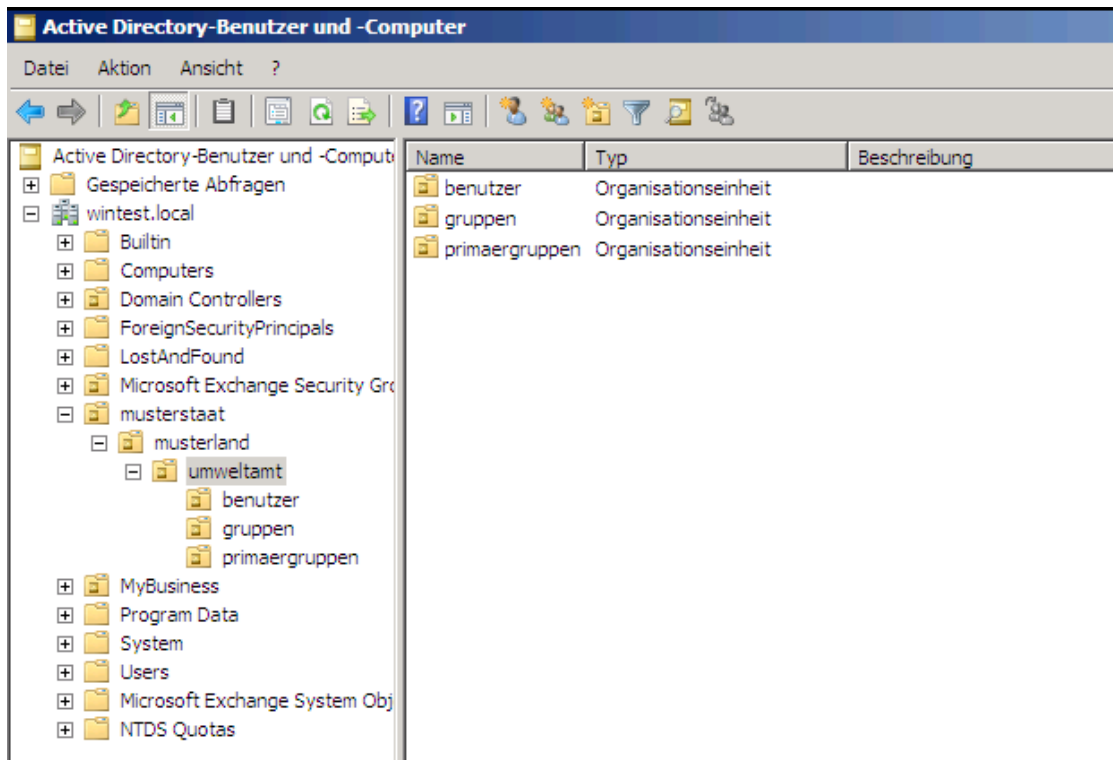 Active Directory-Benutzer und -Computer
Datei Aktion Ansicht ?
Active Directory-Benutzer und -Comput
Gespeicherte Abfragen
wintest.local
Builtin
Computers
Domain Controllers
ForeignSecurityPrincipals
LostAndFound
Microsoft Exchange Security Gro
musterstaat
musterland
umweltamt
benutzer
gruppen
primaergruppen
MyBusiness
Program Data
System
Users
Microsoft Exchange System Obj
NTDS Quotas
Name Typ Beschreibung
benutzer Organisationseinheit
gruppen Organisationseinheit
primaergruppen Organisationseinheit